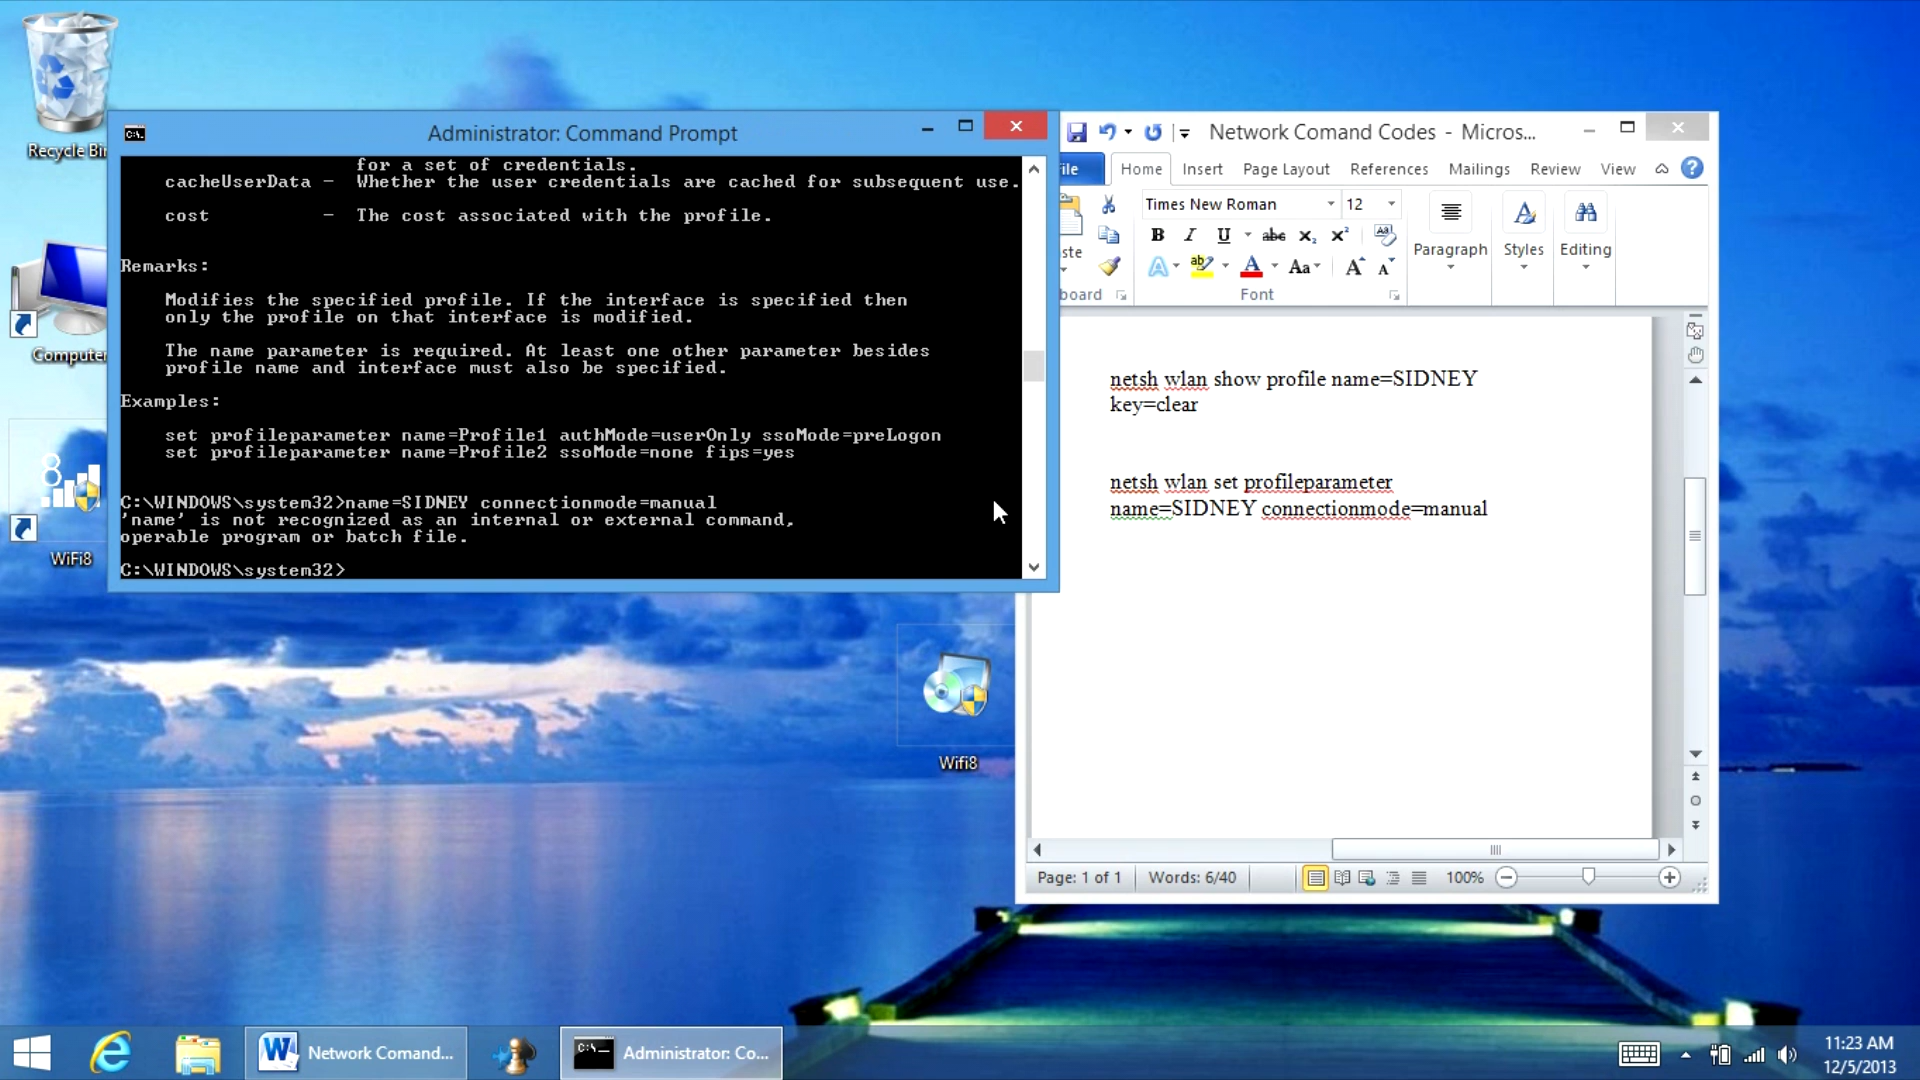 Recycle Bin
Computer
WiFi8
Administrator: Command Prompt
for a set of credentials.
cacheUserData - Whether the user credentials are cached for subsequent use.
cost - The cost associated with the profile.
Remarks:
Modifies the specified profile. If the interface is specified then
only the profile on that interface is modified.
The name parameter is required. At least one other parameter besides
profile name and interface must also be specified.
Examples:
set profileparameter name=Profile1 authMode=userOnly ssoMode=preLogon
set profileparameter name=Profile2 ssoMode=none fips=yes
C:\WINDOWS\system32>name=SIDNEY connectionmode=manual
'name' is not recognized as an internal or external command,
operable program or batch file.
C:\WINDOWS\system32>
Network Comand Codes - Micros...
ile Home Insert Page Layout References Mailings Review View
Times New Roman 12
ste
board
Font
Paragraph
Styles
Editing
netsh wlan show profile name=SIDNEY
key=clear
netsh wlan set profileparameter
name=SIDNEY connectionmode=manual
Page: 1 of 1 Words: 6/40 100%
Wifi8
Network Comand...
Administrator: Co...
11:23 AM
12/5/2013